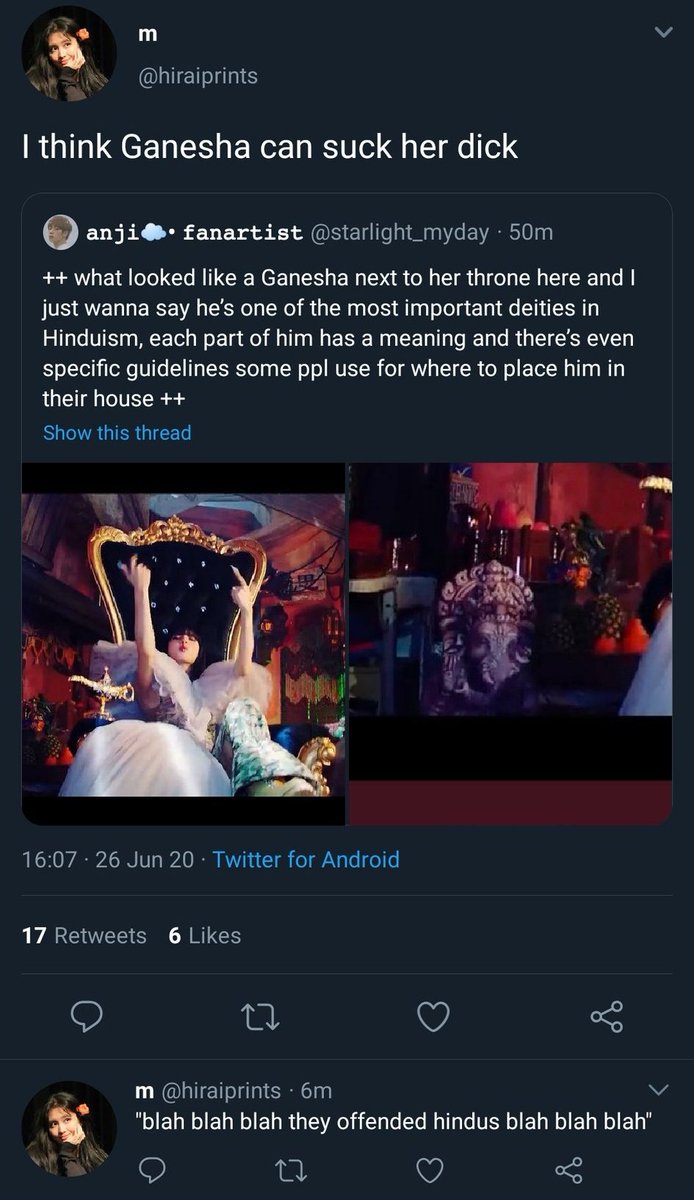 m
@hiraiprints
I think Ganesha can suck her dick
anji☁️• fanartist @starlight_myday · 50m
++ what looked like a Ganesha next to her throne here and I
just wanna say he's one of the most important deities in
Hinduism, each part of him has a meaning and there's even
specific guidelines some ppl use for where to place him in
their house ++
Show this thread
16:07 · 26 Jun 20 · Twitter for Android
17 Retweets 6 Likes
m @hiraiprints · 6m
"blah blah blah they offended hindus blah blah blah"